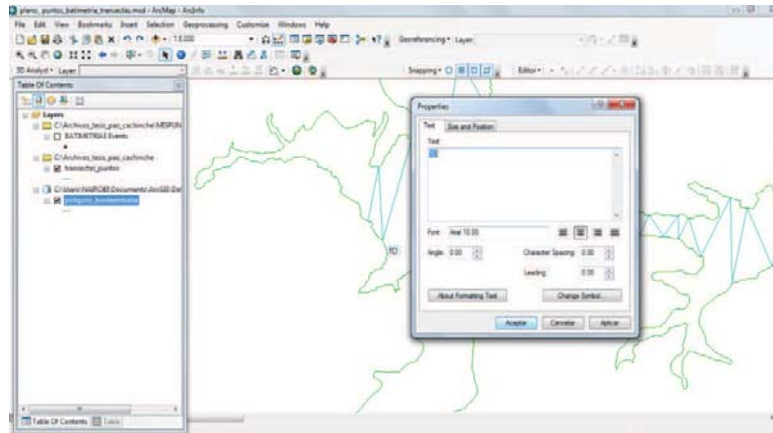 plano_puntos_batimetria_transectas.mxd - ArcMap - ArcInfo
File Edit View Bookmarks Insert Selection Geoprocessing Customize Windows Help
Georeferencing Layer:
3D Analyst Layer:
Snapping
Editor
Table Of Contents
Layers
BATIMETRIAS Events
transectas_puntos
10
Properties
Text Size and Position
Text:
Font: Arial 10.00
Angle: 0.00 Character Spacing: 0.00
Leading: 0.00
About Formatting Text Change Symbol...
Aceptar Cancelar Aplicar
Table Of Contents Table